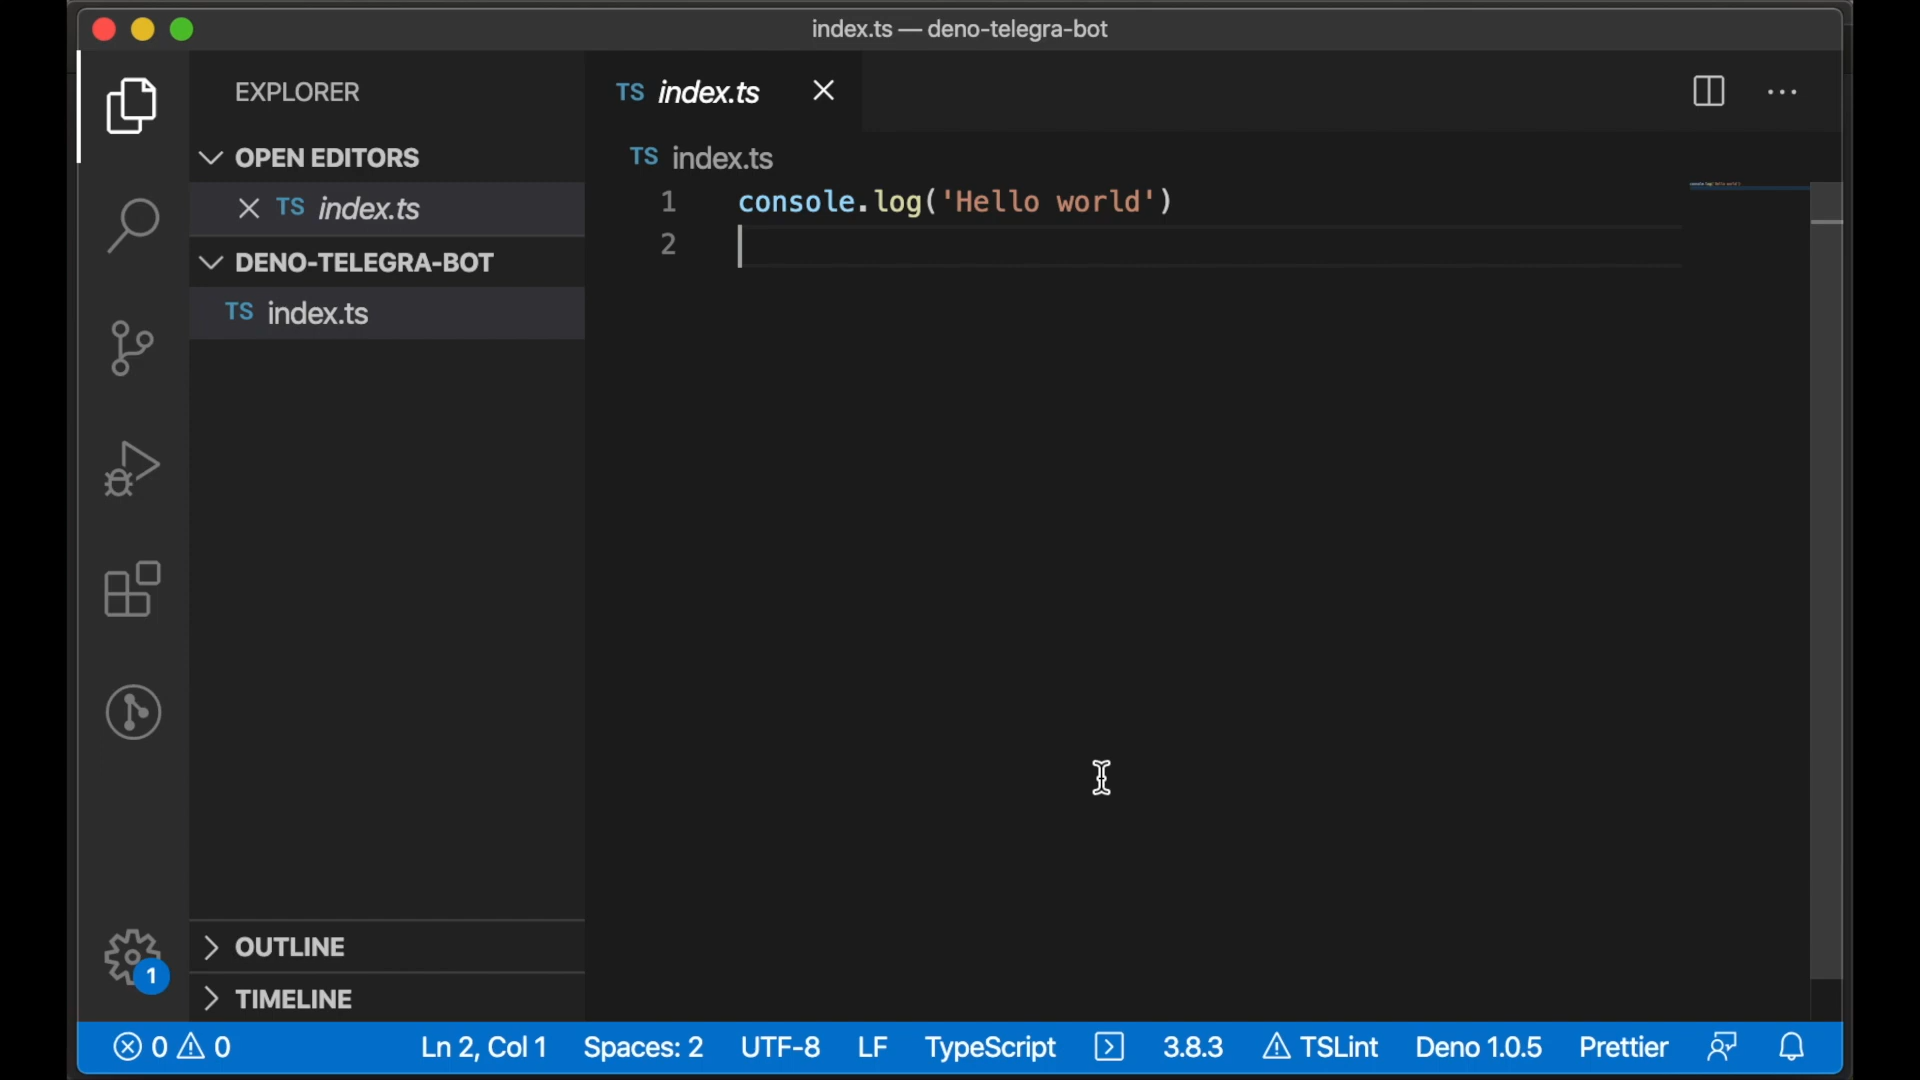 index.ts — deno-telegra-bot
EXPLORER
TS index.ts
OPEN EDITORS
TS index.ts
DENO-TELEGRA-BOT
TS index.ts
TS index.ts
1 console.log('Hello world')
2
OUTLINE
TIMELINE
1
0 0 Ln 2, Col 1 Spaces: 2 UTF-8 LF TypeScript 3.8.3 TSLint Deno 1.0.5 Prettier